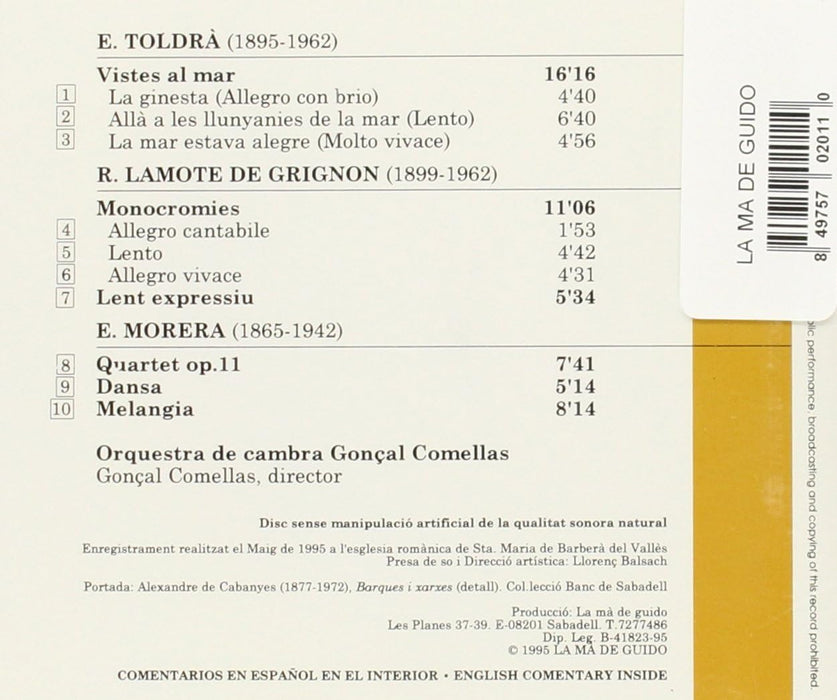 E. TOLDRÀ (1895-1962)
Vistes al mar 16'16
1 La ginesta (Allegro con brio) 4'40
2 Allà a les llunyanies de la mar (Lento) 6'40
3 La mar estava alegre (Molto vivace) 4'56
R. LAMOTE DE GRIGNON (1899-1962)
Monocromies 11'06
4 Allegro cantabile 1'53
5 Lento 4'42
6 Allegro vivace 4'31
7 Lent expressiu 5'34
E. MORERA (1865-1942)
8 Quartet op.11 7'41
9 Dansa 5'14
10 Melangia 8'14
Orquestra de cambra Gonçal Comellas
Gonçal Comellas, director
Disc sense manipulació artificial de la qualitat sonora natural
Enregistrament realitzat el Maig de 1995 a l'esglesia romànica de Sta. Maria de Barberà del Vallès
Presa de so i Direcció artística: Llorenç Balsach
Portada: Alexandre de Cabanyes (1877-1972), Barques i xarxes (detall). Col.lecció Banc de Sabadell
Producció: La mà de guido
Les Planes 37-39. E-08201 Sabadell. T.7277486
Dip. Leg. B-41823-95
© 1995 LA MÀ DE GUIDO
COMENTARIOS EN ESPAÑOL EN EL INTERIOR · ENGLISH COMENTARY INSIDE
LA MA DE GUIDO
8 49757 02011 0
performance, broadcasting and copying of this record prohibited.